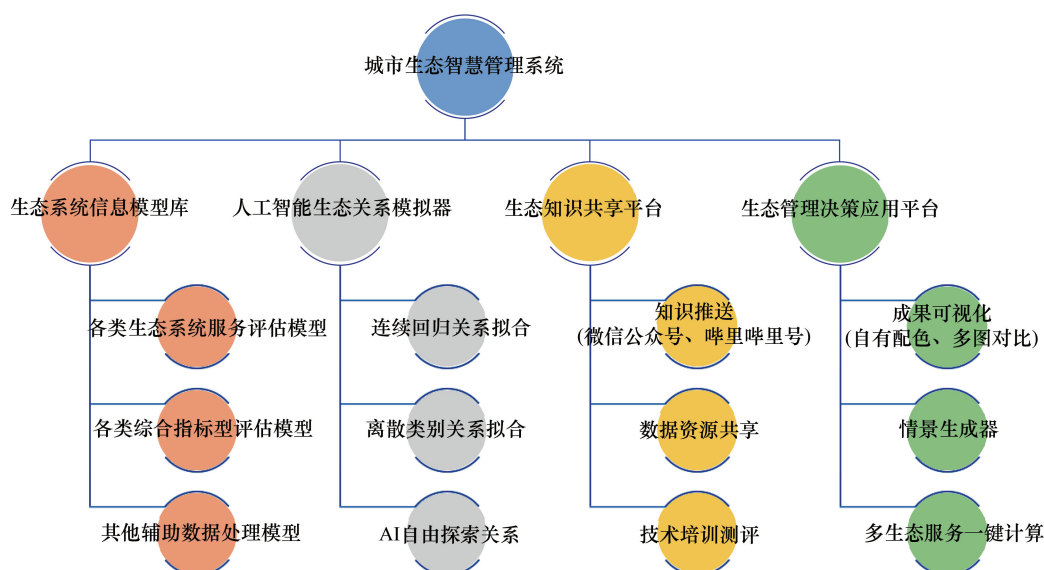 城市生态智慧管理系统
生态系统信息模型库
人工智能生态关系模拟器
生态知识共享平台
生态管理决策应用平台
各类生态系统服务评估模型
连续回归关系拟合
知识推送
(微信公众号、哔里哔里号)
成果可视化
(自有配色、多图对比)
各类综合指标型评估模型
离散类别关系拟合
数据资源共享
情景生成器
其他辅助数据处理模型
AI自由探索关系
技术培训测评
多生态服务一键计算